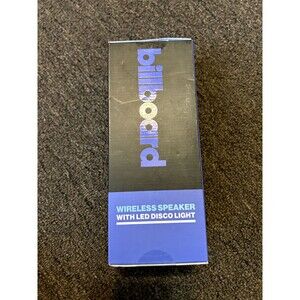 billboard
WIRELESS SPEAKER
WITH LED DISCO LIGHT